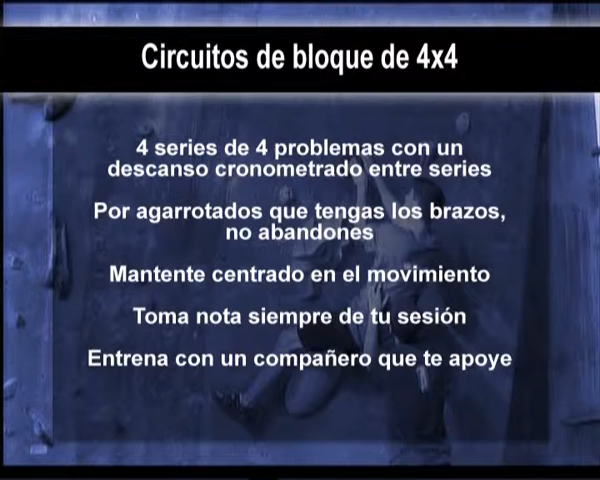 Circuitos de bloque de 4x4
4 series de 4 problemas con un
descanso cronometrado entre series
Por agarrotados que tengas los brazos,
no abandones
Mantente centrado en el movimiento
Toma nota siempre de tu sesión
Entrena con un compañero que te apoye